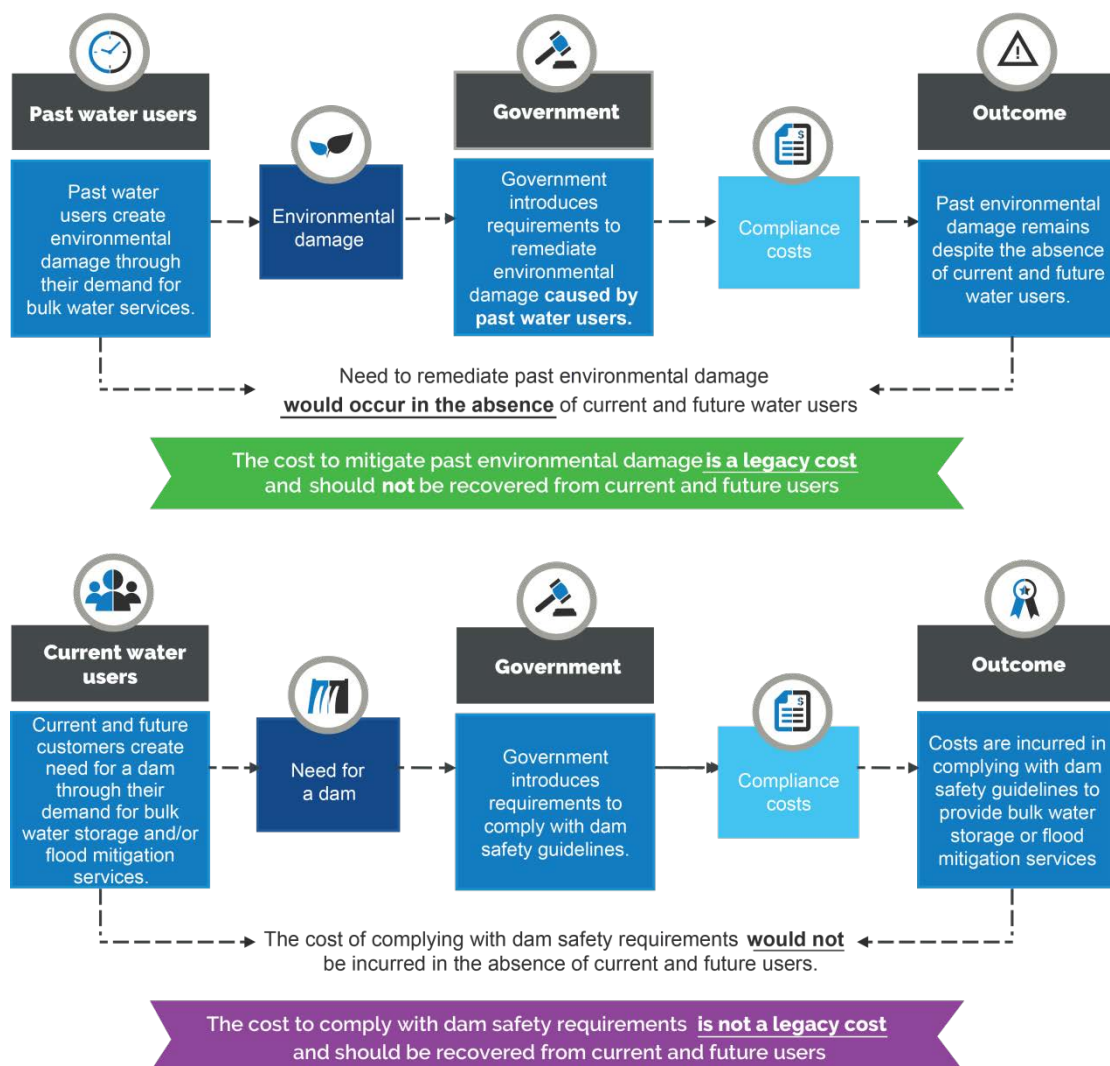 Past water users
Past water
users create
environmental
damage through
their demand for
bulk water services.
Environmental
damage
Government
Government
introduces
requirements to
remediate
environmental
damage caused by
past water users.
$
Compliance
costs
Outcome
Past environmental
damage remains
despite the absence
of current and future
water users.
Need to remediate past environmental damage
would occur in the absence of current and future water users
The cost to mitigate past environmental damage is a legacy cost
and should not be recovered from current and future users
Current water
users
Current and future
customers create
need for a dam
through their
demand for bulk
water storage and/or
flood mitigation
services.
Need for
a dam
Government
Government
introduces
requirements to
comply with dam
safety guidelines.
$
Compliance
costs
Outcome
Costs are incurred in
complying with dam
safety guidelines to
provide bulk water
storage or flood
mitigation services
The cost of complying with dam safety requirements would not
be incurred in the absence of current and future users.
The cost to comply with dam safety requirements is not a legacy cost
and should be recovered from current and future users